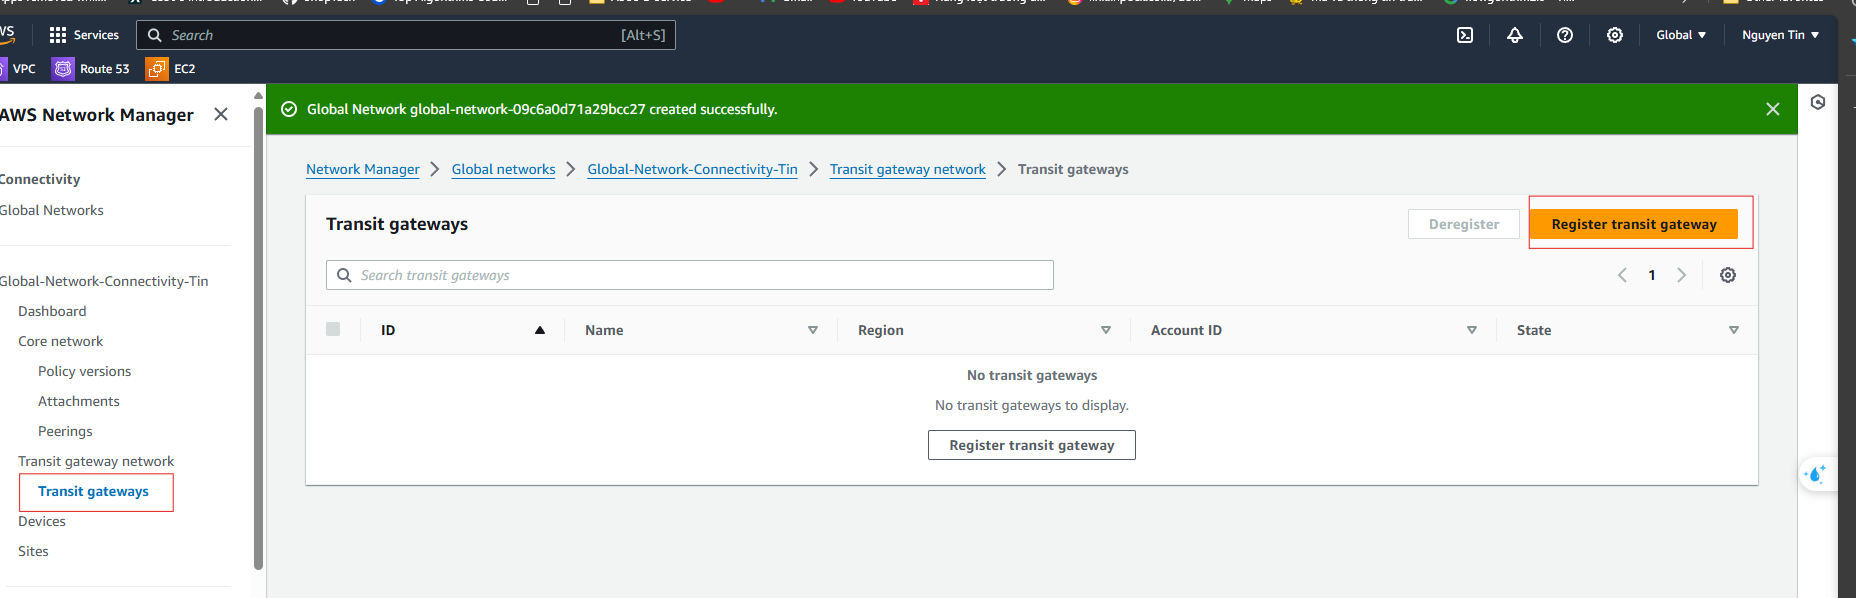 Services
Search
[Alt+S]
Global
Nguyen Tin
VPC
Route 53
EC2
AWS Network Manager
Connectivity
Global Networks
Global-Network-Connectivity-Tin
Dashboard
Core network
Policy versions
Attachments
Peerings
Transit gateway network
Transit gateways
Devices
Sites
Global Network global-network-09c6a0d71a29bcc27 created successfully.
Network Manager > Global networks > Global-Network-Connectivity-Tin > Transit gateway network > Transit gateways
Transit gateways
Deregister
Register transit gateway
Search transit gateways
1
ID
Name
Region
Account ID
State
No transit gateways
No transit gateways to display.
Register transit gateway